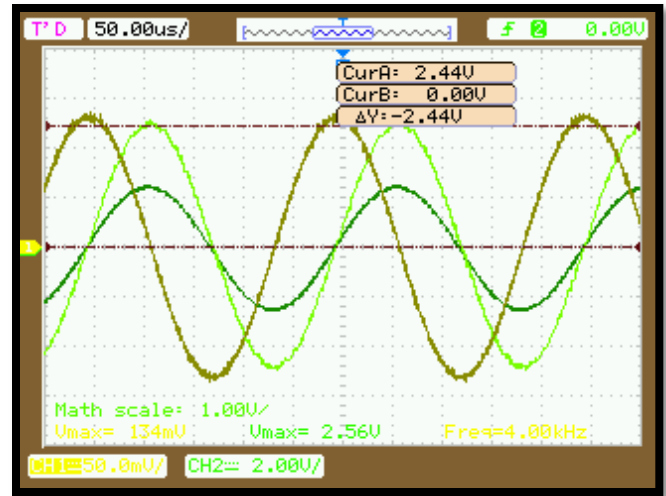 T'D 50.00us/ 2 0.00V
CurA: 2.44V
CurB: 0.00V
ΔY:-2.44V
1
Math scale: 1.00V/
Vmax= 134mV Vmax= 2.56V Freq=4.00kHz
CH1 50.0mV/ CH2 2.00V/